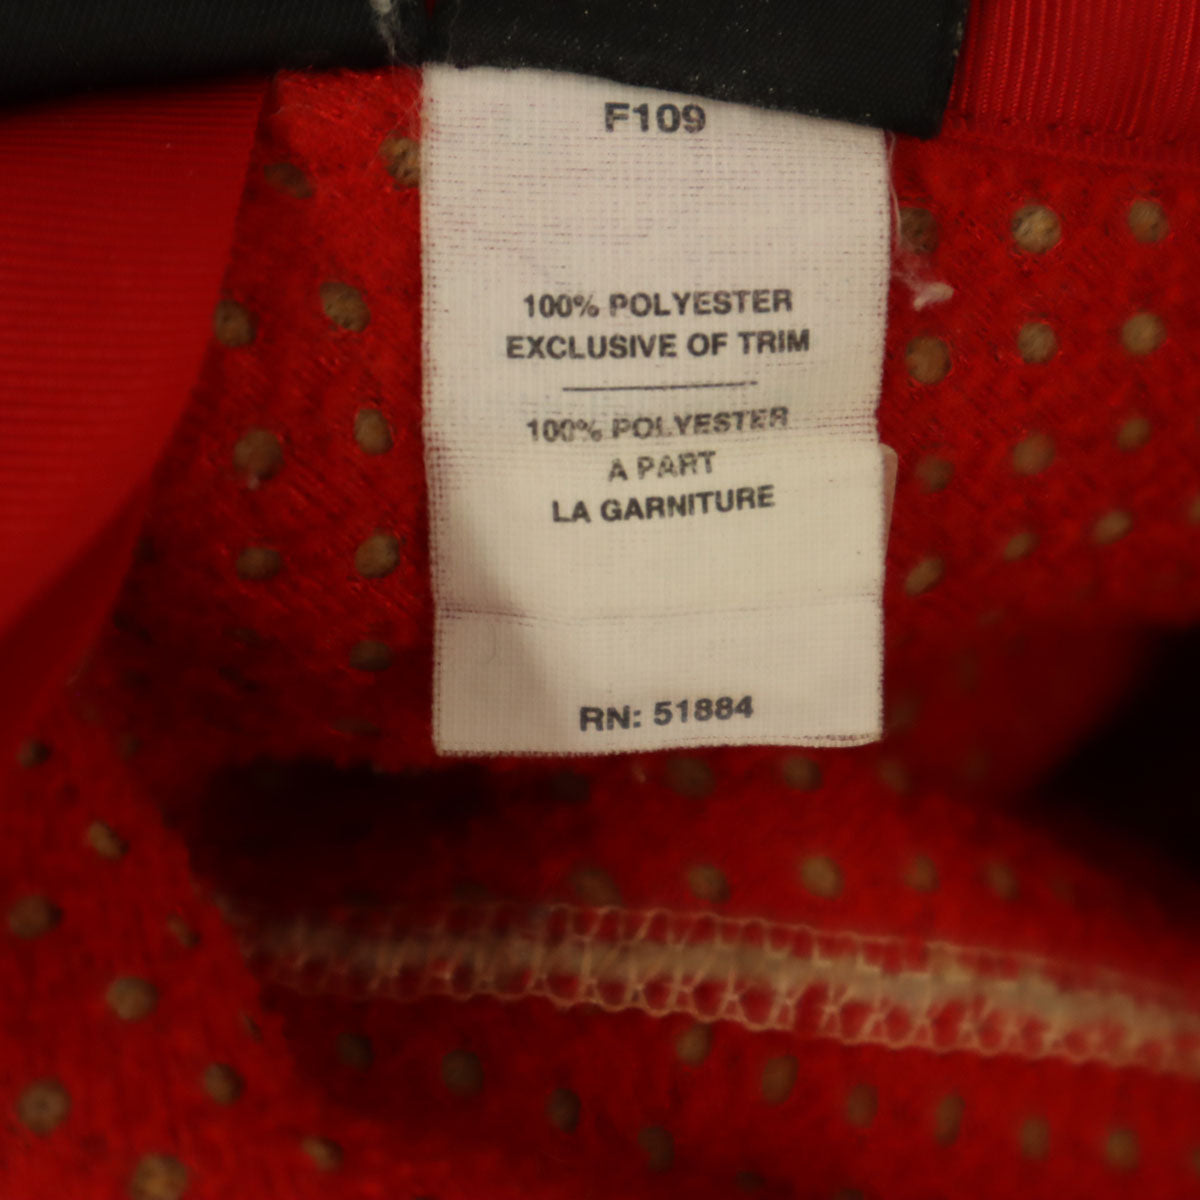 F109
100% POLYESTER
EXCLUSIVE OF TRIM
100% POLYESTER
A PART
LA GARNITURE
RN: 51884